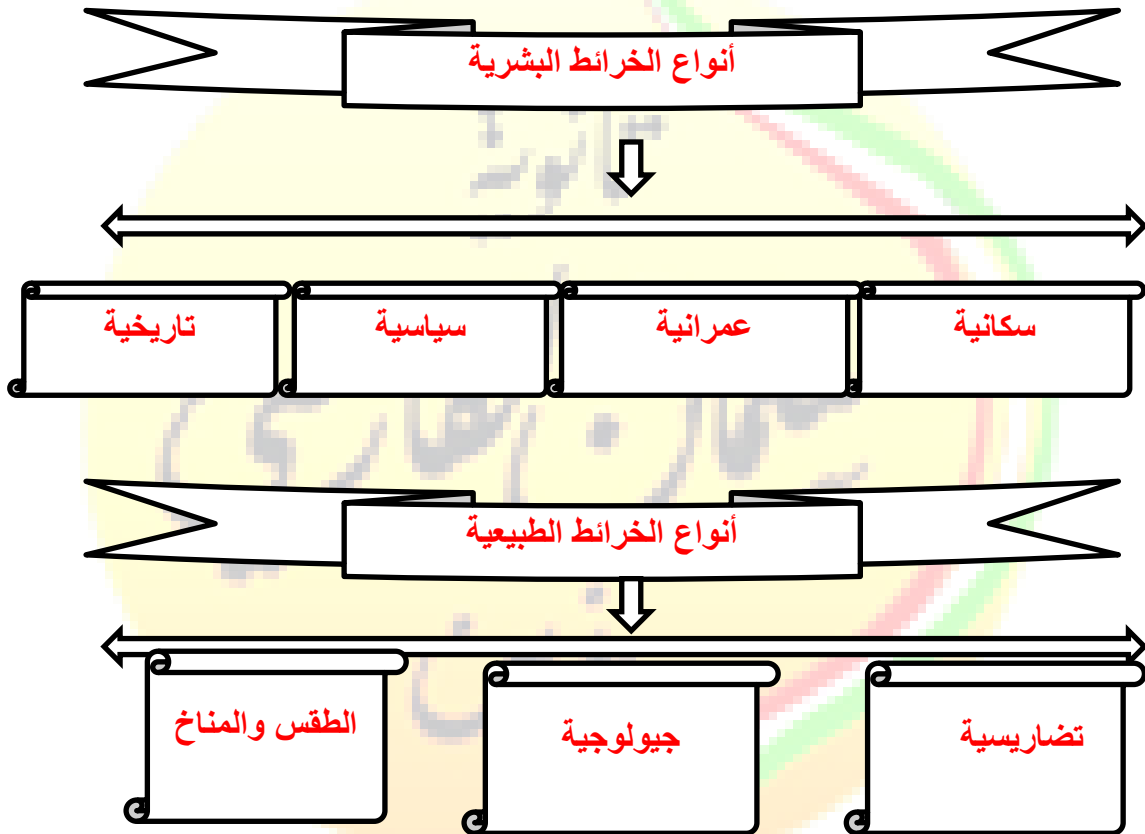 أنواع الخرائط البشرية
سكانية
عمرانية
سياسية
تاريخية
أنواع الخرائط الطبيعية
تضاريسية
جيولوجية
الطقس والمناخ